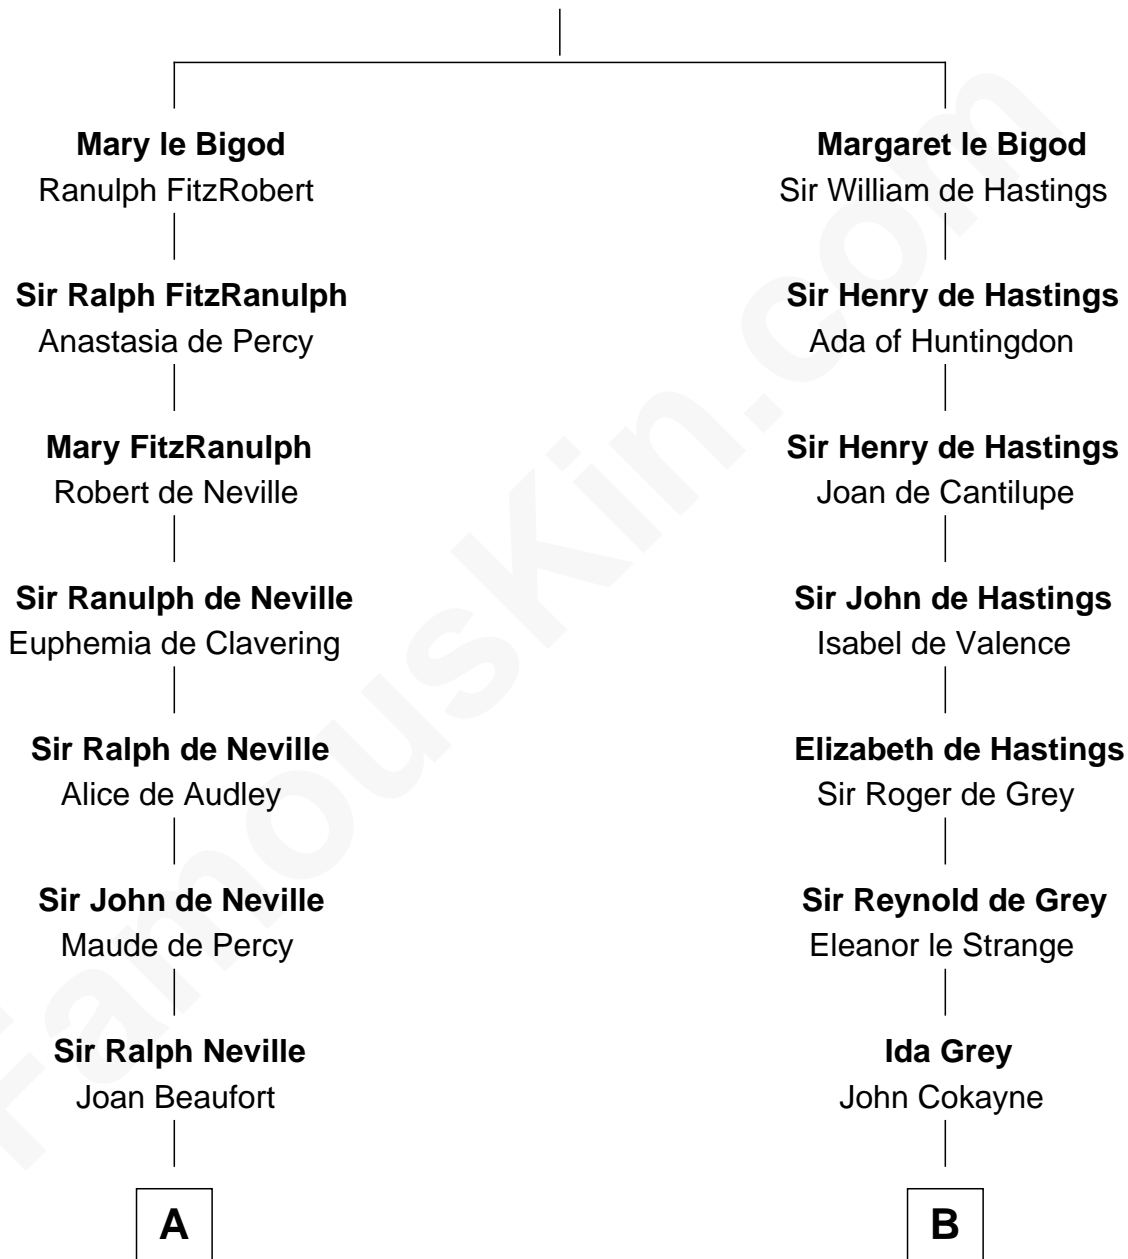 Mary le Bigod
Ranulph FitzRobert
Sir Ralph FitzRanulph
Anastasia de Percy
Mary FitzRanulph
Robert de Neville
Sir Ranulph de Neville
Euphemia de Clavering
Sir Ralph de Neville
Alice de Audley
Sir John de Neville
Maude de Percy
Sir Ralph Neville
Joan Beaufort
A
Margaret le Bigod
Sir William de Hastings
Sir Henry de Hastings
Ada of Huntingdon
Sir Henry de Hastings
Joan de Cantilupe
Sir John de Hastings
Isabel de Valence
Elizabeth de Hastings
Sir Roger de Grey
Sir Reynold de Grey
Eleanor le Strange
Ida Grey
John Cokayne
B
FamousKin.com